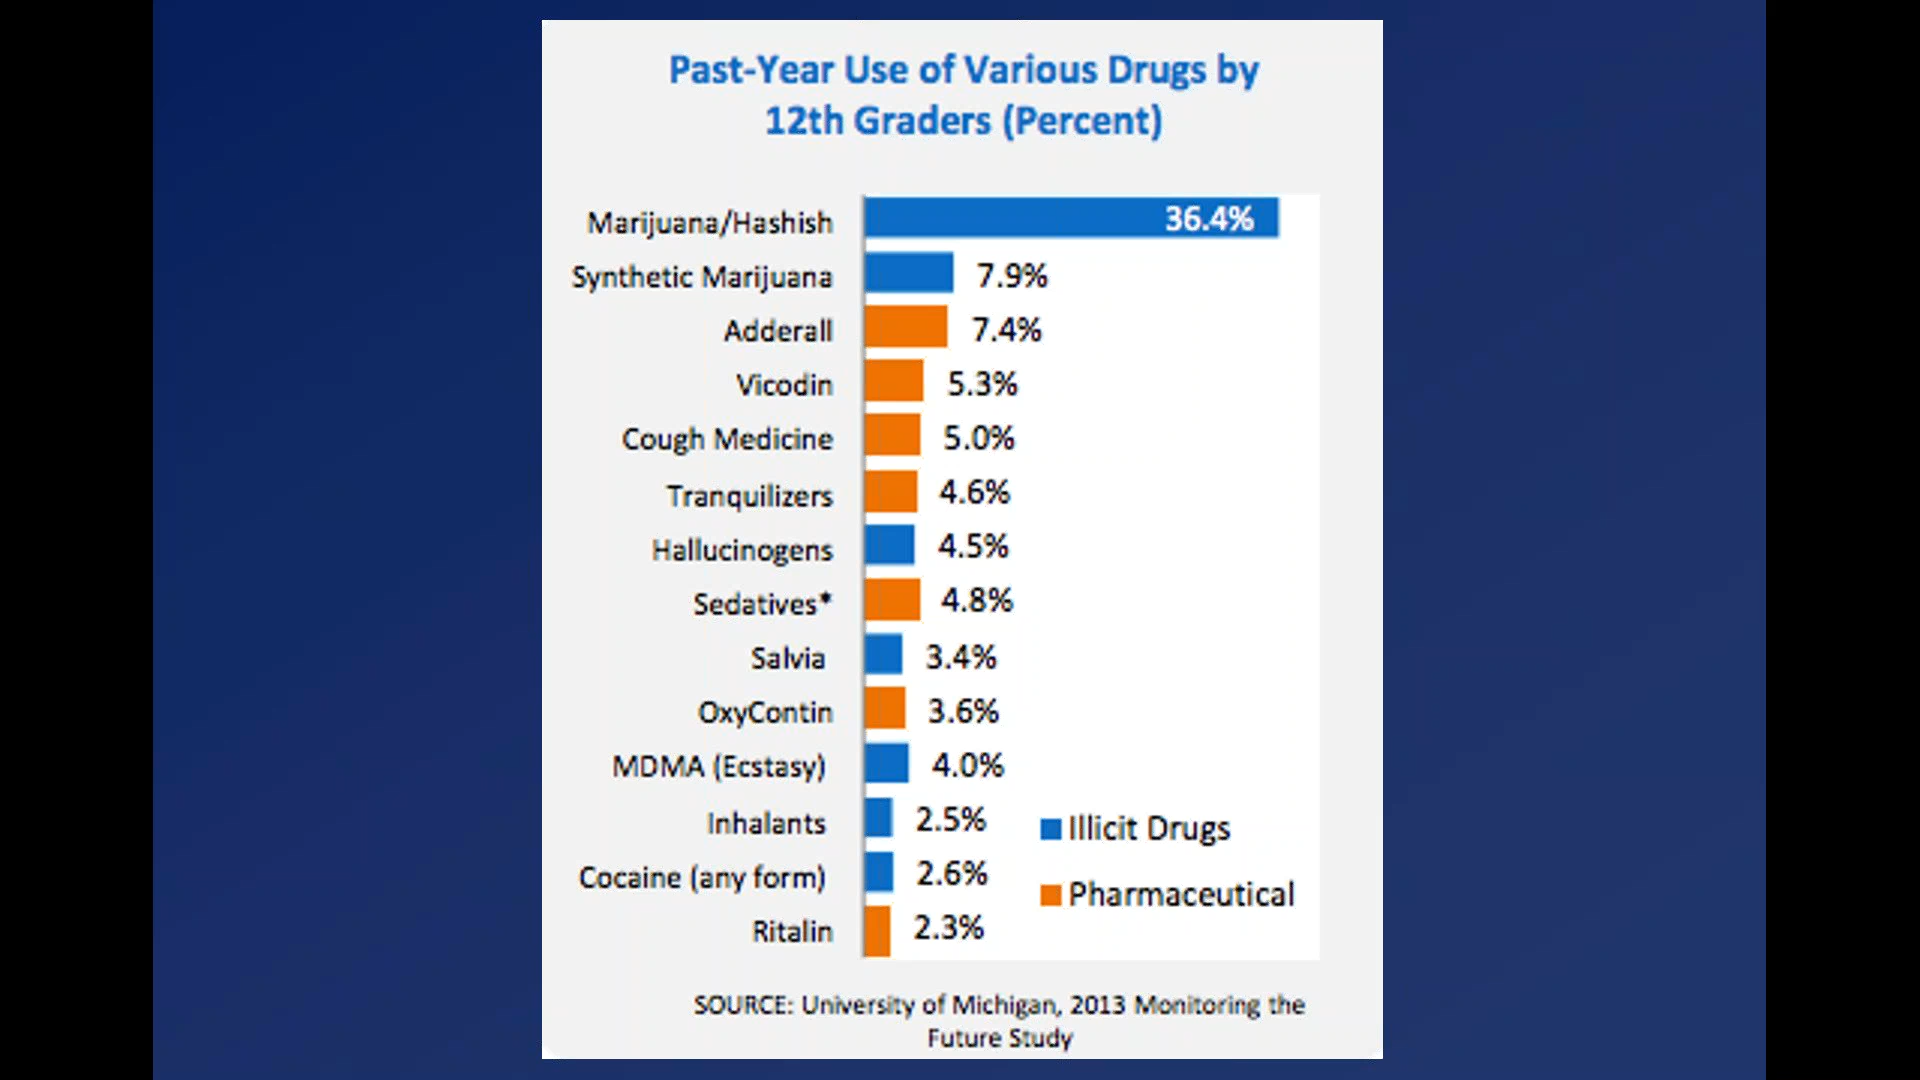 Past-Year Use of Various Drugs by
12th Graders (Percent)
Marijuana/Hashish 36.4%
Synthetic Marijuana 7.9%
Adderall 7.4%
Vicodin 5.3%
Cough Medicine 5.0%
Tranquilizers 4.6%
Hallucinogens 4.5%
Sedatives* 4.8%
Salvia 3.4%
OxyContin 3.6%
MDMA (Ecstasy) 4.0%
Inhalants 2.5%
Cocaine (any form) 2.6%
Ritalin 2.3%
Illicit Drugs
Pharmaceutical
SOURCE: University of Michigan, 2013 Monitoring the
Future Study